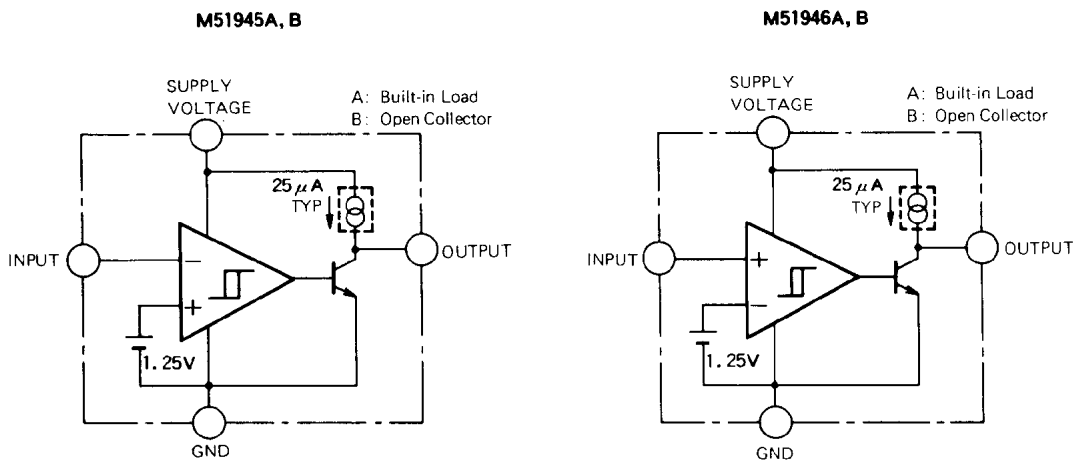 M51945A, B
SUPPLY
VOLTAGE
A: Built-in Load
B: Open Collector
25μA
TYP
INPUT
−
+
1.25V
OUTPUT
GND
M51946A, B
SUPPLY
VOLTAGE
A: Built-in Load
B: Open Collector
25μA
TYP
INPUT
+
−
1.25V
OUTPUT
GND